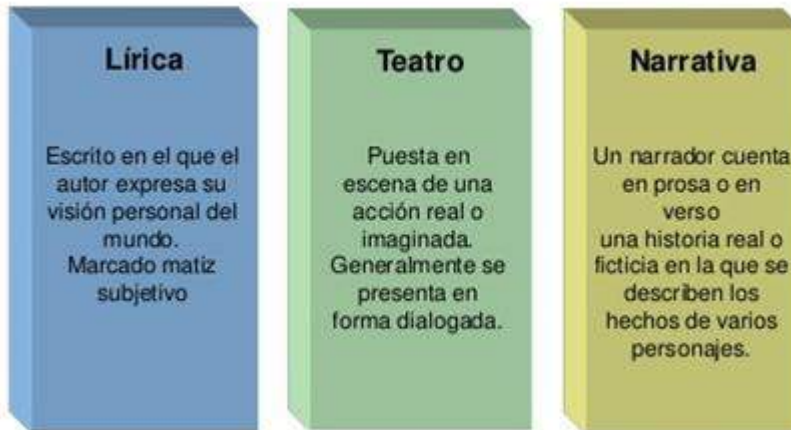 Lírica
Escrito en el que el
autor expresa su
visión personal del
mundo.
Marcado matiz
subjetivo
Teatro
Puesta en
escena de una
acción real o
imaginada.
Generalmente se
presenta en
forma dialogada.
Narrativa
Un narrador cuenta
en prosa o en
verso
una historia real o
ficticia en la que se
describen los
hechos de varios
personajes.